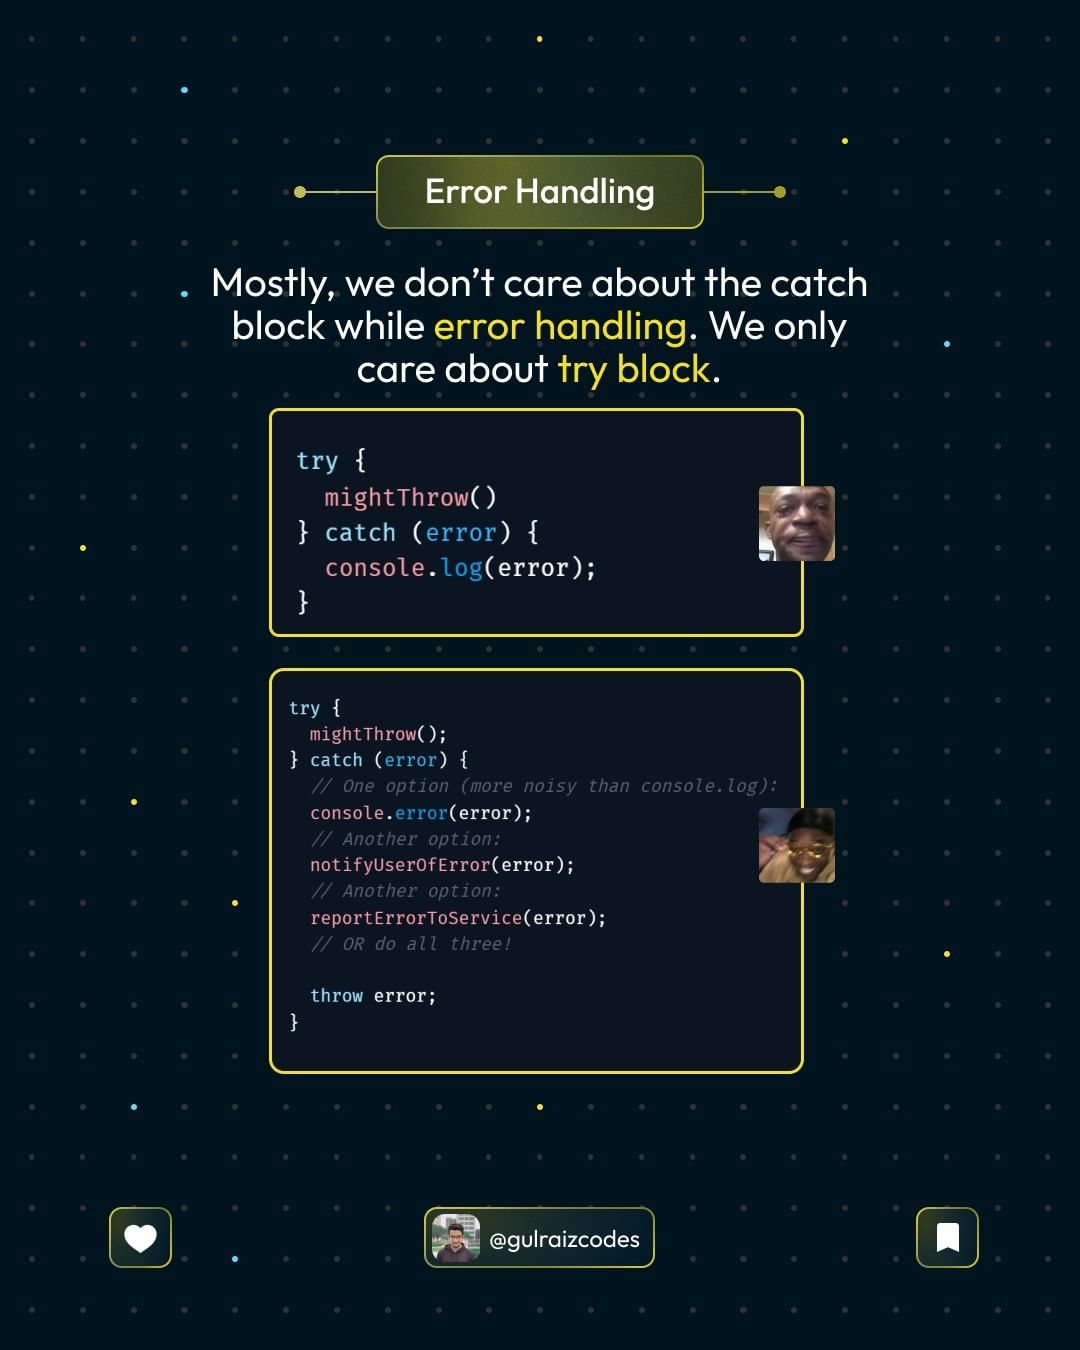 Error Handling
Mostly, we don’t care about the catch
block while error handling. We only
care about try block.
try {
  mightThrow()
} catch (error) {
  console.log(error);
}
try {
  mightThrow();
} catch (error) {
  // One option (more noisy than console.log):
  console.error(error);
  // Another option:
  notifyUserOfError(error);
  // Another option:
  reportErrorToService(error);
  // OR do all three!
  throw error;
}
@gulraizcodes